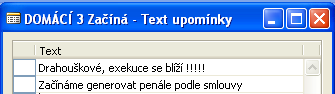 DOMÁCÍ 3 Začíná - Text upomínky
Text
Drahouškové, exekuce se blíží !!!!!
Začínáme generovat penále podle smlouvy